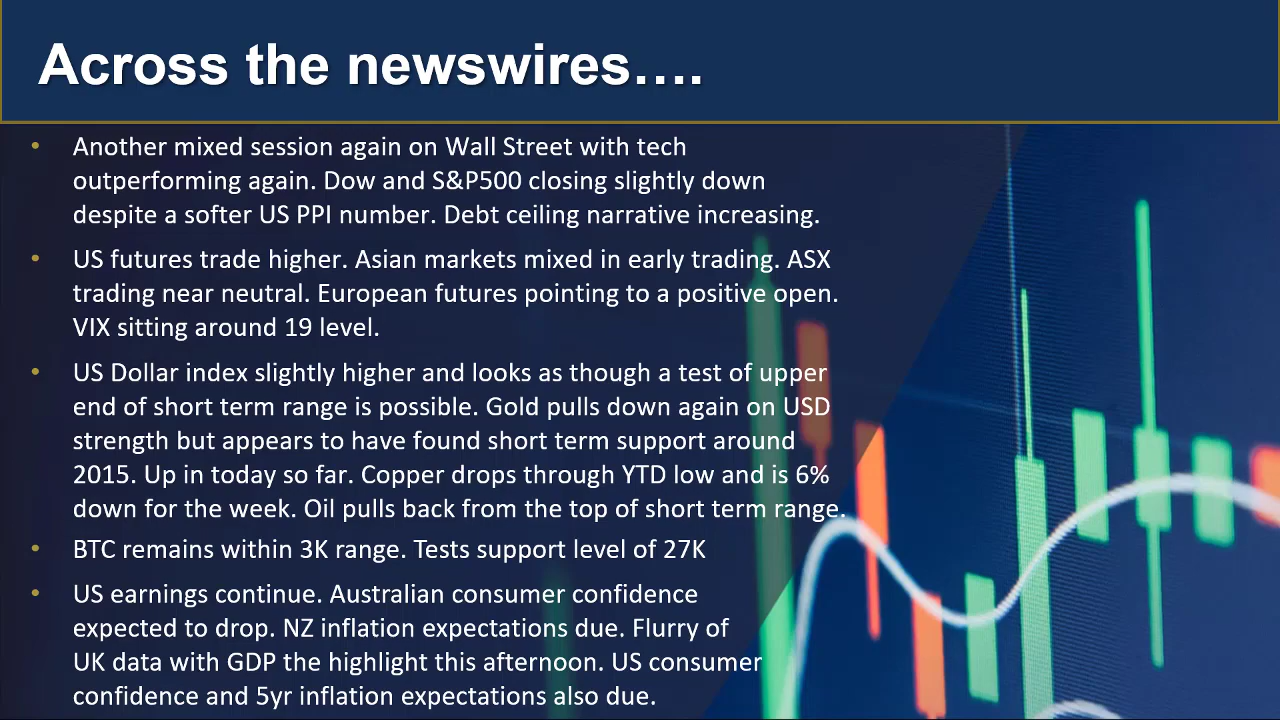 Across the newswires….
• Another mixed session again on Wall Street with tech
outperforming again. Dow and S&P500 closing slightly down
despite a softer US PPI number. Debt ceiling narrative increasing.
• US futures trade higher. Asian markets mixed in early trading. ASX
trading near neutral. European futures pointing to a positive open.
VIX sitting around 19 level.
• US Dollar index slightly higher and looks as though a test of upper
end of short term range is possible. Gold pulls down again on USD
strength but appears to have found short term support around
2015. Up in today so far. Copper drops through YTD low and is 6%
down for the week. Oil pulls back from the top of short term range.
• BTC remains within 3K range. Tests support level of 27K
• US earnings continue. Australian consumer confidence
expected to drop. NZ inflation expectations due. Flurry of
UK data with GDP the highlight this afternoon. US consumer
confidence and 5yr inflation expectations also due.